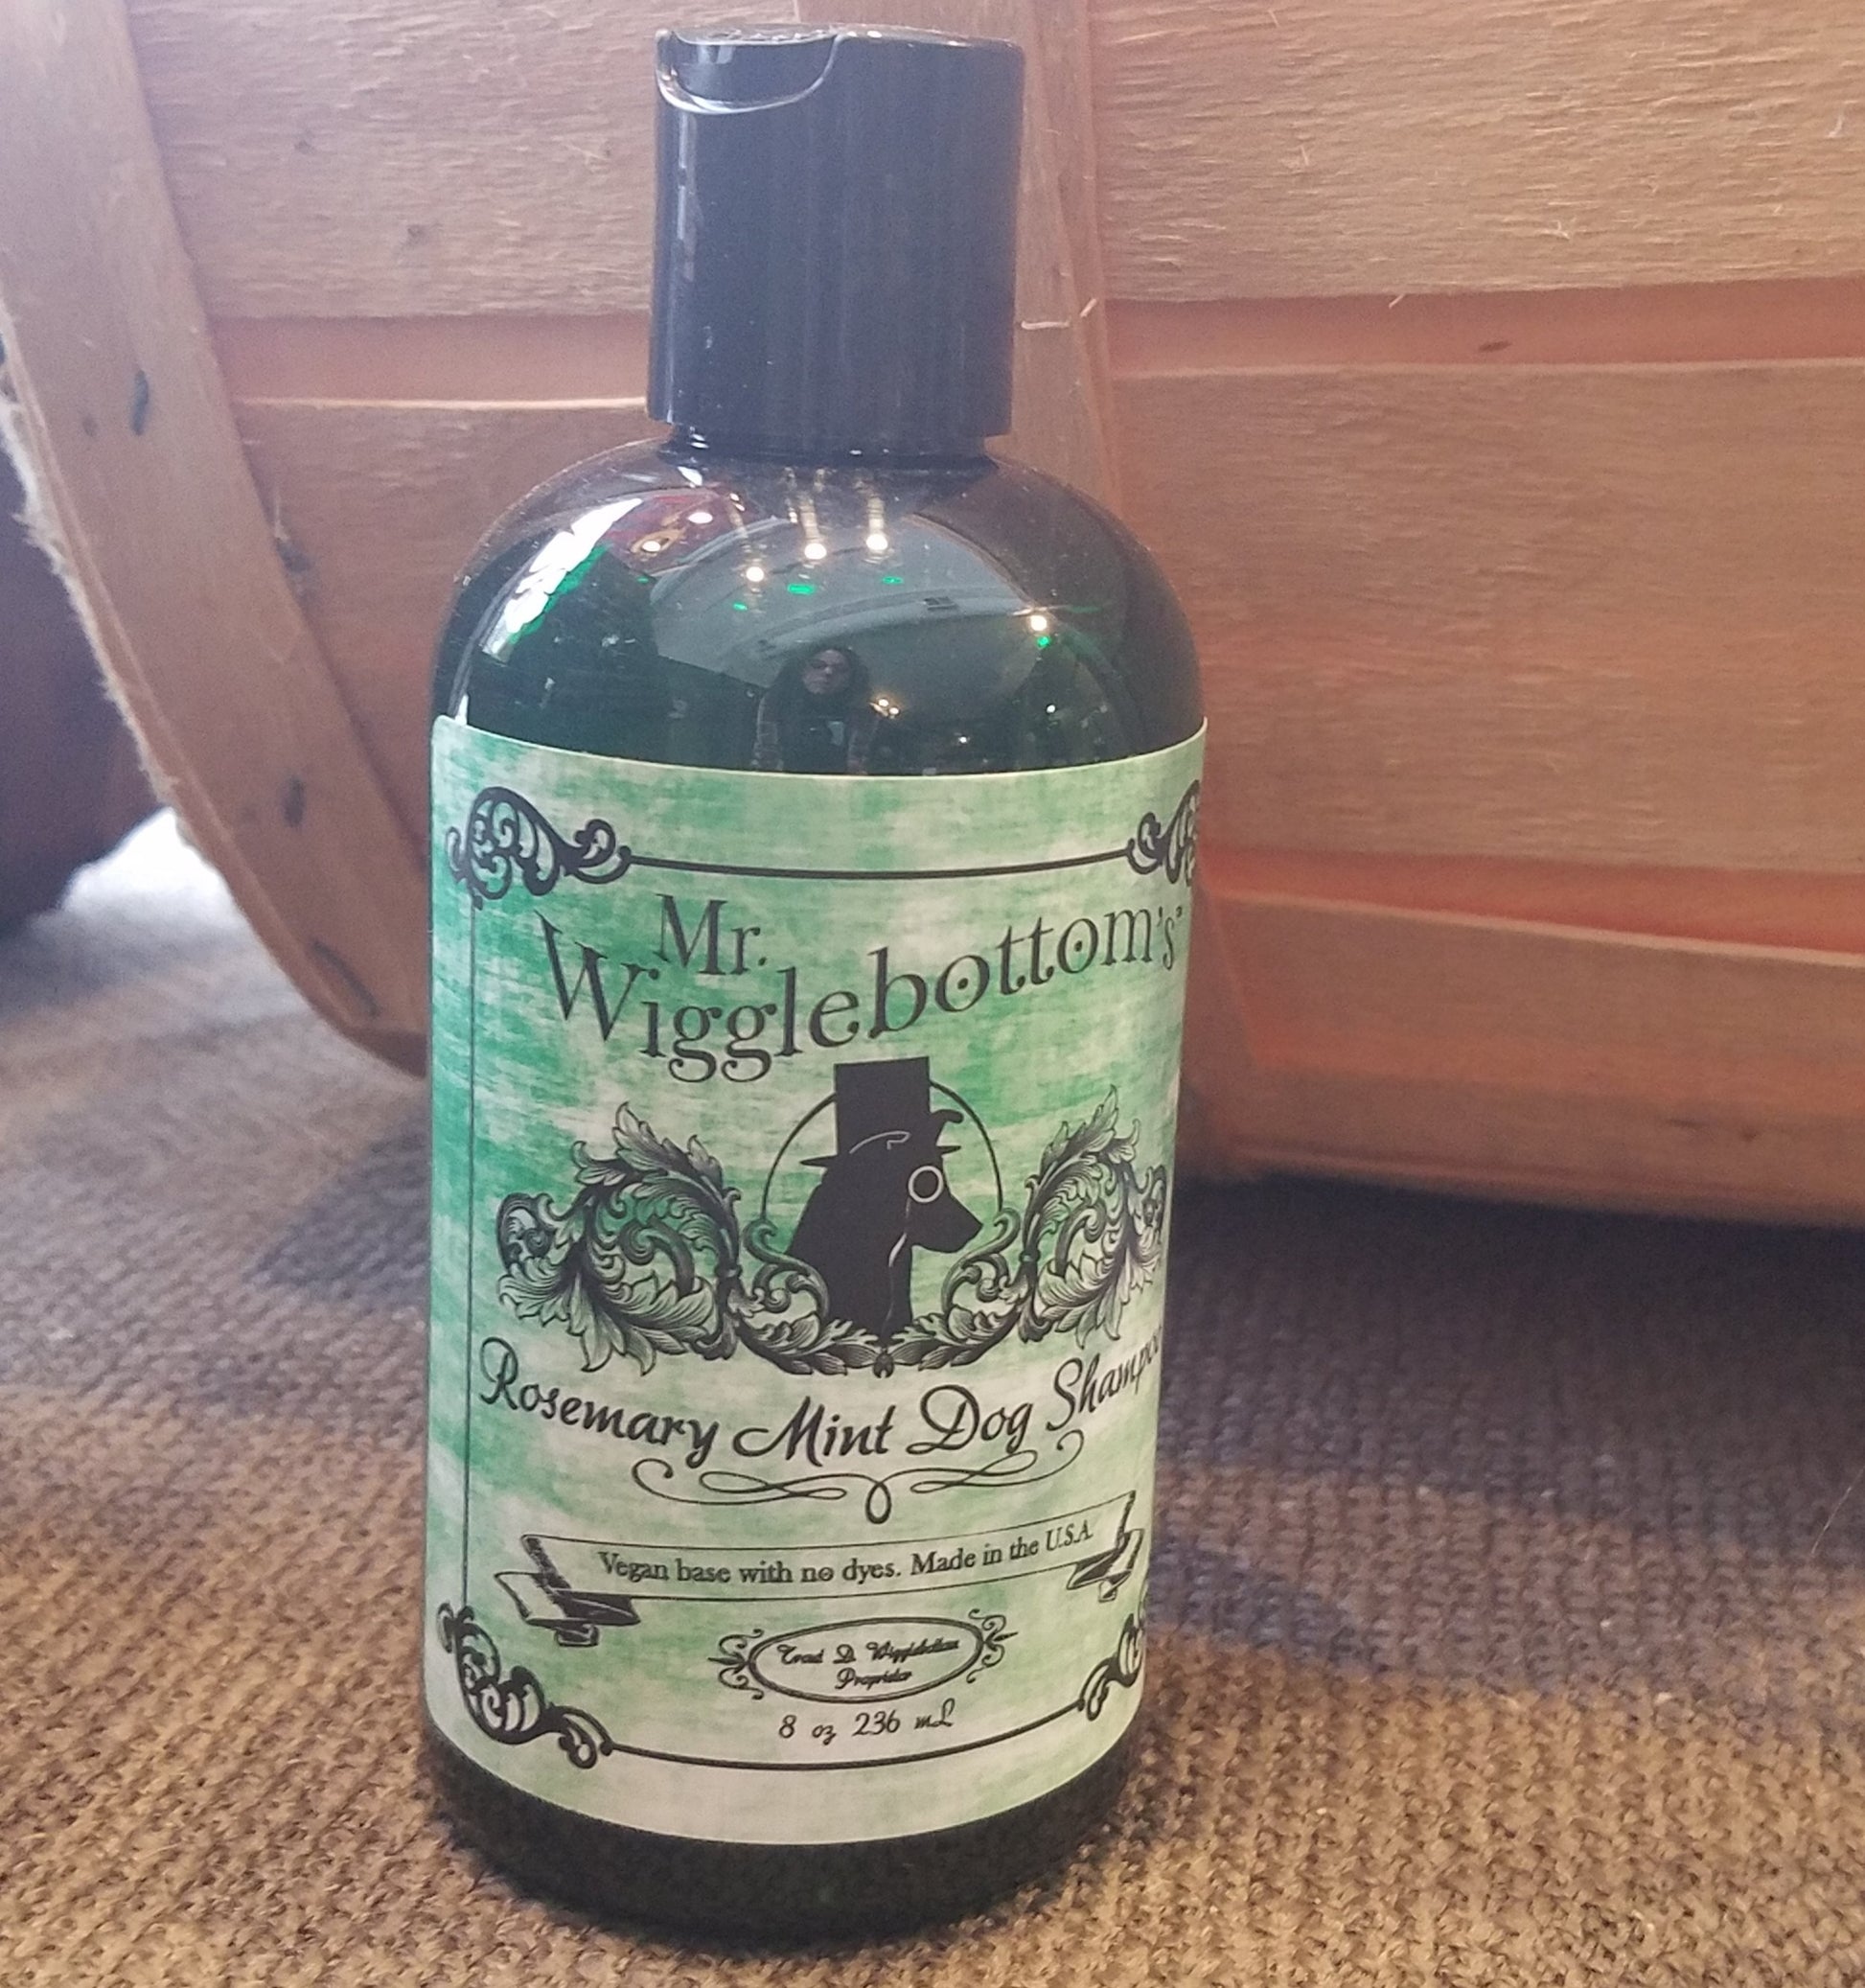 Mr.
Wigglebottom's
Rosemary Mint Dog Shampoo
Vegan base with no dyes. Made in the U.S.A.
D. Wigglebottom
Proprietor
8 oz 236 mL